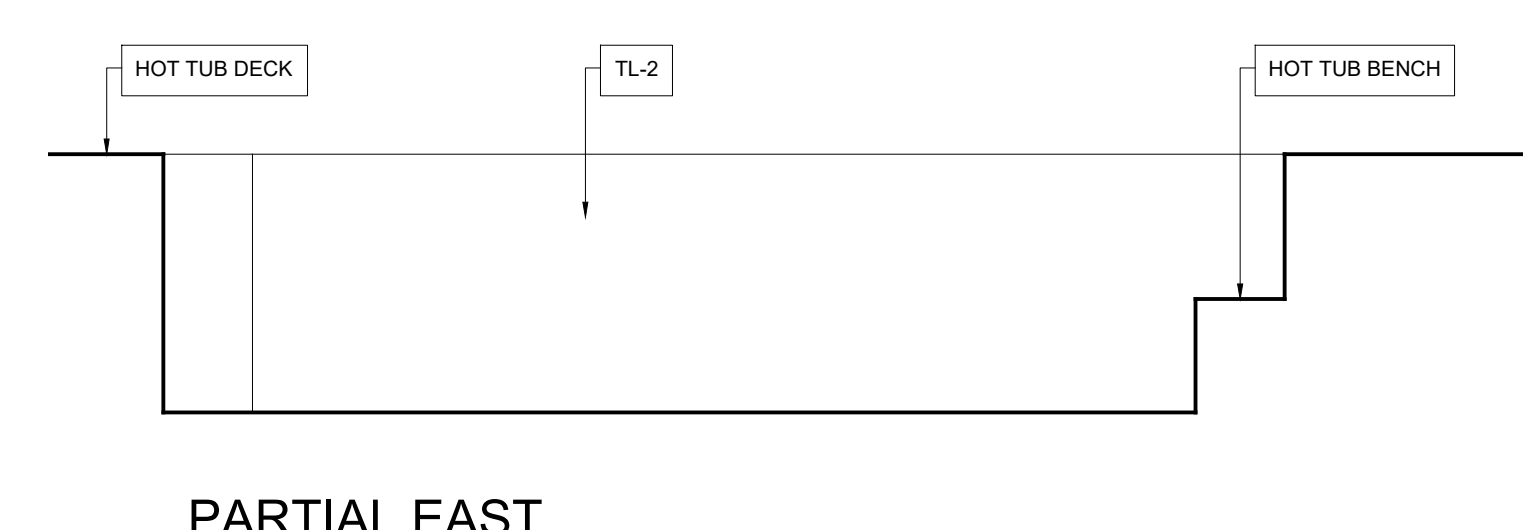 HOT TUB DECK
TL-2
HOT TUB BENCH
PARTIAL EAST